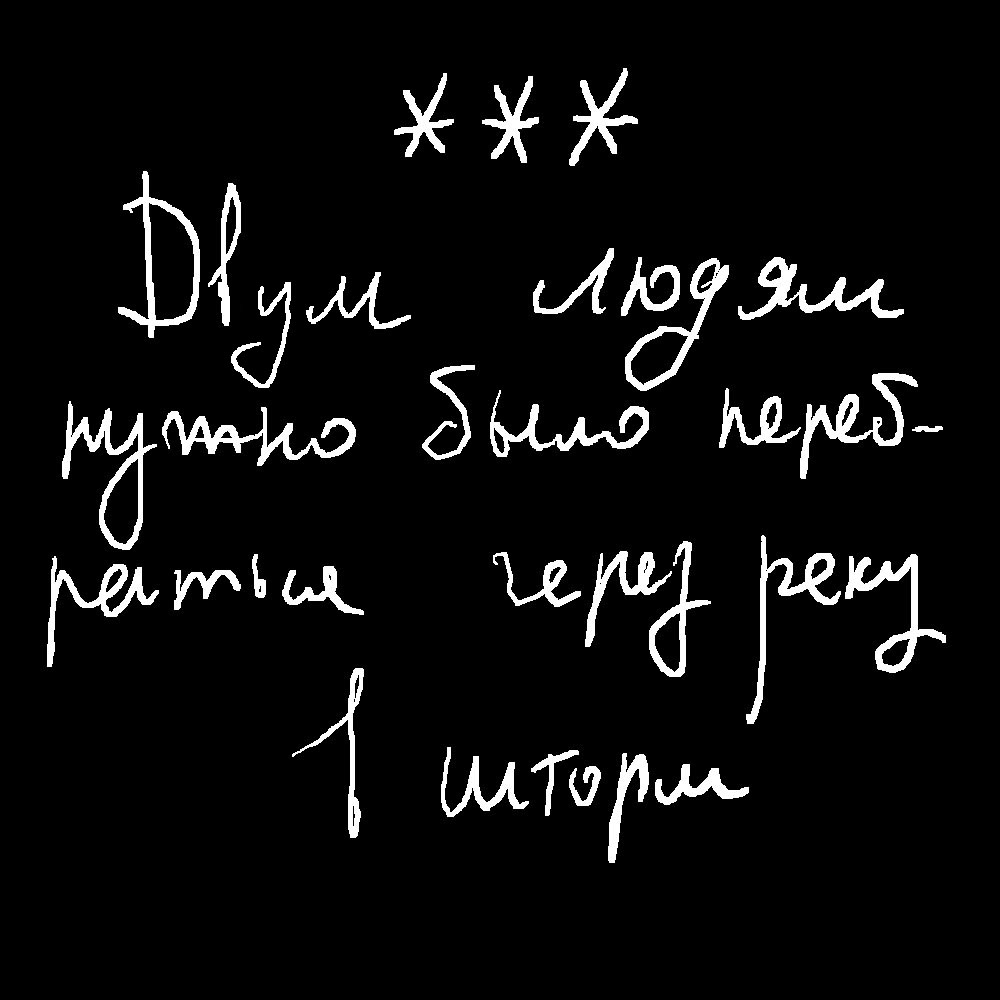 ***
Двум людям
нужно было переб-
раться через реку
в шторм